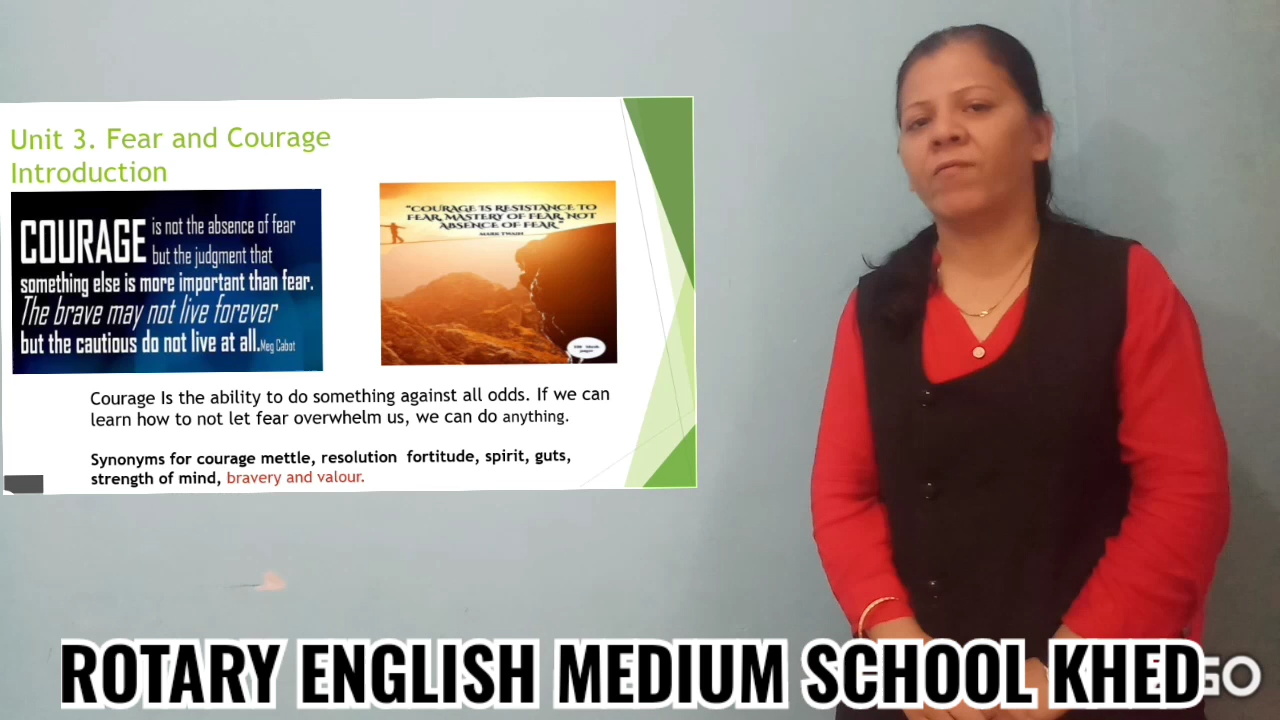 Unit 3. Fear and Courage
Introduction
COURAGE is not the absence of fear
but the judgment that
something else is more important than fear.
The brave may not live forever
but the cautious do not live at all. Meg Cabot
"COURAGE IS RESISTANCE TO
FEAR, MASTERY OF FEAR, NOT
ABSENCE OF FEAR."
MARK TWAIN
Courage Is the ability to do something against all odds. If we can
learn how to not let fear overwhelm us, we can do anything.
Synonyms for courage mettle, resolution fortitude, spirit, guts,
strength of mind, bravery and valour.
ROTARY ENGLISH MEDIUM SCHOOL KHED